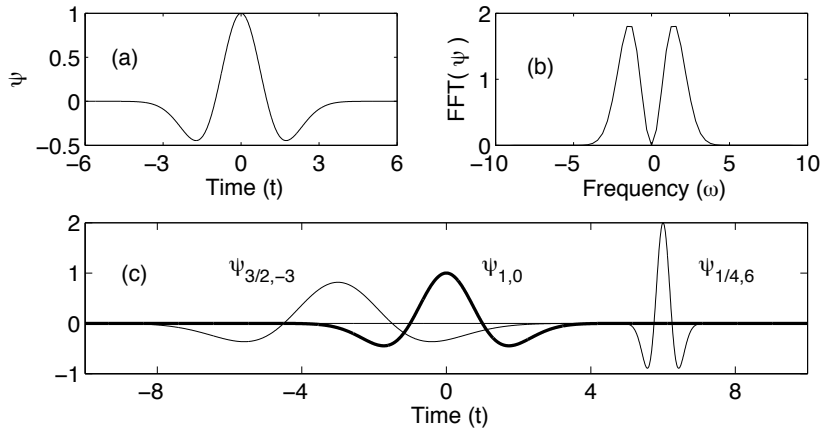 (a)
ψ
1
0.5
0
−0.5
−6 −3 0 3 6
Time (t)
(b)
FFT( ψ )
2
1
0
−10 −5 0 5 10
Frequency (ω)
(c)
ψ3/2,−3
ψ1,0
ψ1/4,6
2
1
0
−1
−8 −4 0 4 8
Time (t)